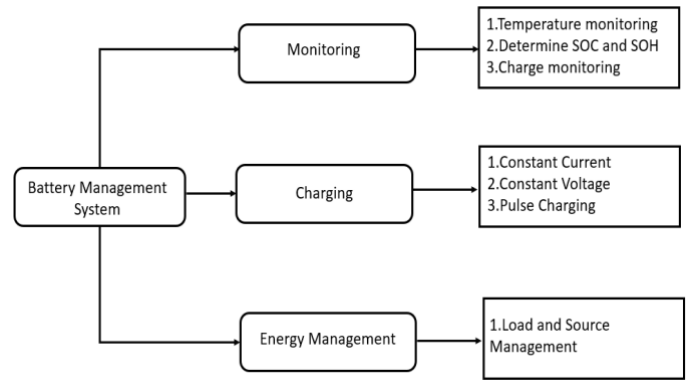 1.Temperature monitoring
2.Determine SOC and SOH
3.Charge monitoring
Monitoring
Battery Management
System
Charging
1.Constant Current
2.Constant Voltage
3.Pulse Charging
Energy Management
1.Load and Source
Management